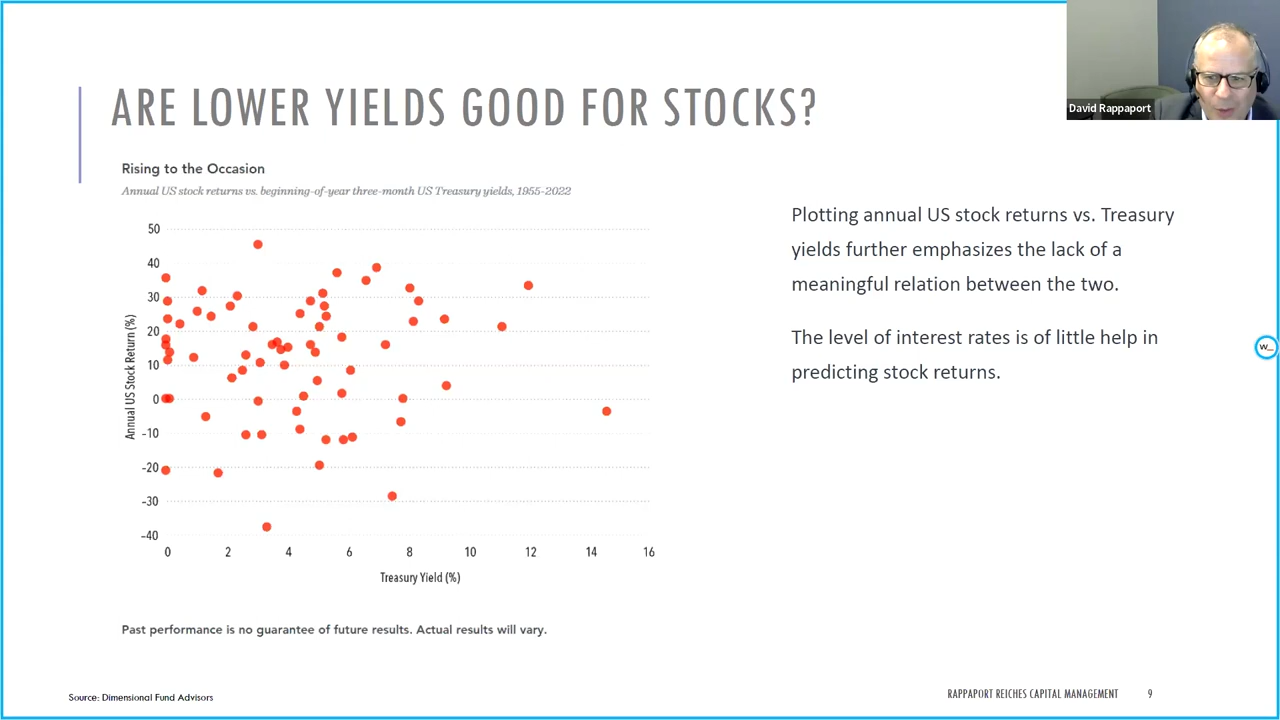 David Rappaport
ARE LOWER YIELDS GOOD FOR STOCKS?
Rising to the Occasion
Annual US stock returns vs. beginning-of-year three-month US Treasury yields, 1955-2022
50
40
30
20
10
0
-10
-20
-30
-40
Annual US Stock Return (%)
0 2 4 6 8 10 12 14 16
Treasury Yield (%)
Plotting annual US stock returns vs. Treasury
yields further emphasizes the lack of a
meaningful relation between the two.
The level of interest rates is of little help in
predicting stock returns.
W_
Past performance is no guarantee of future results. Actual results will vary.
Source: Dimensional Fund Advisors
RAPPAPORT REICHES CAPITAL MANAGEMENT 9